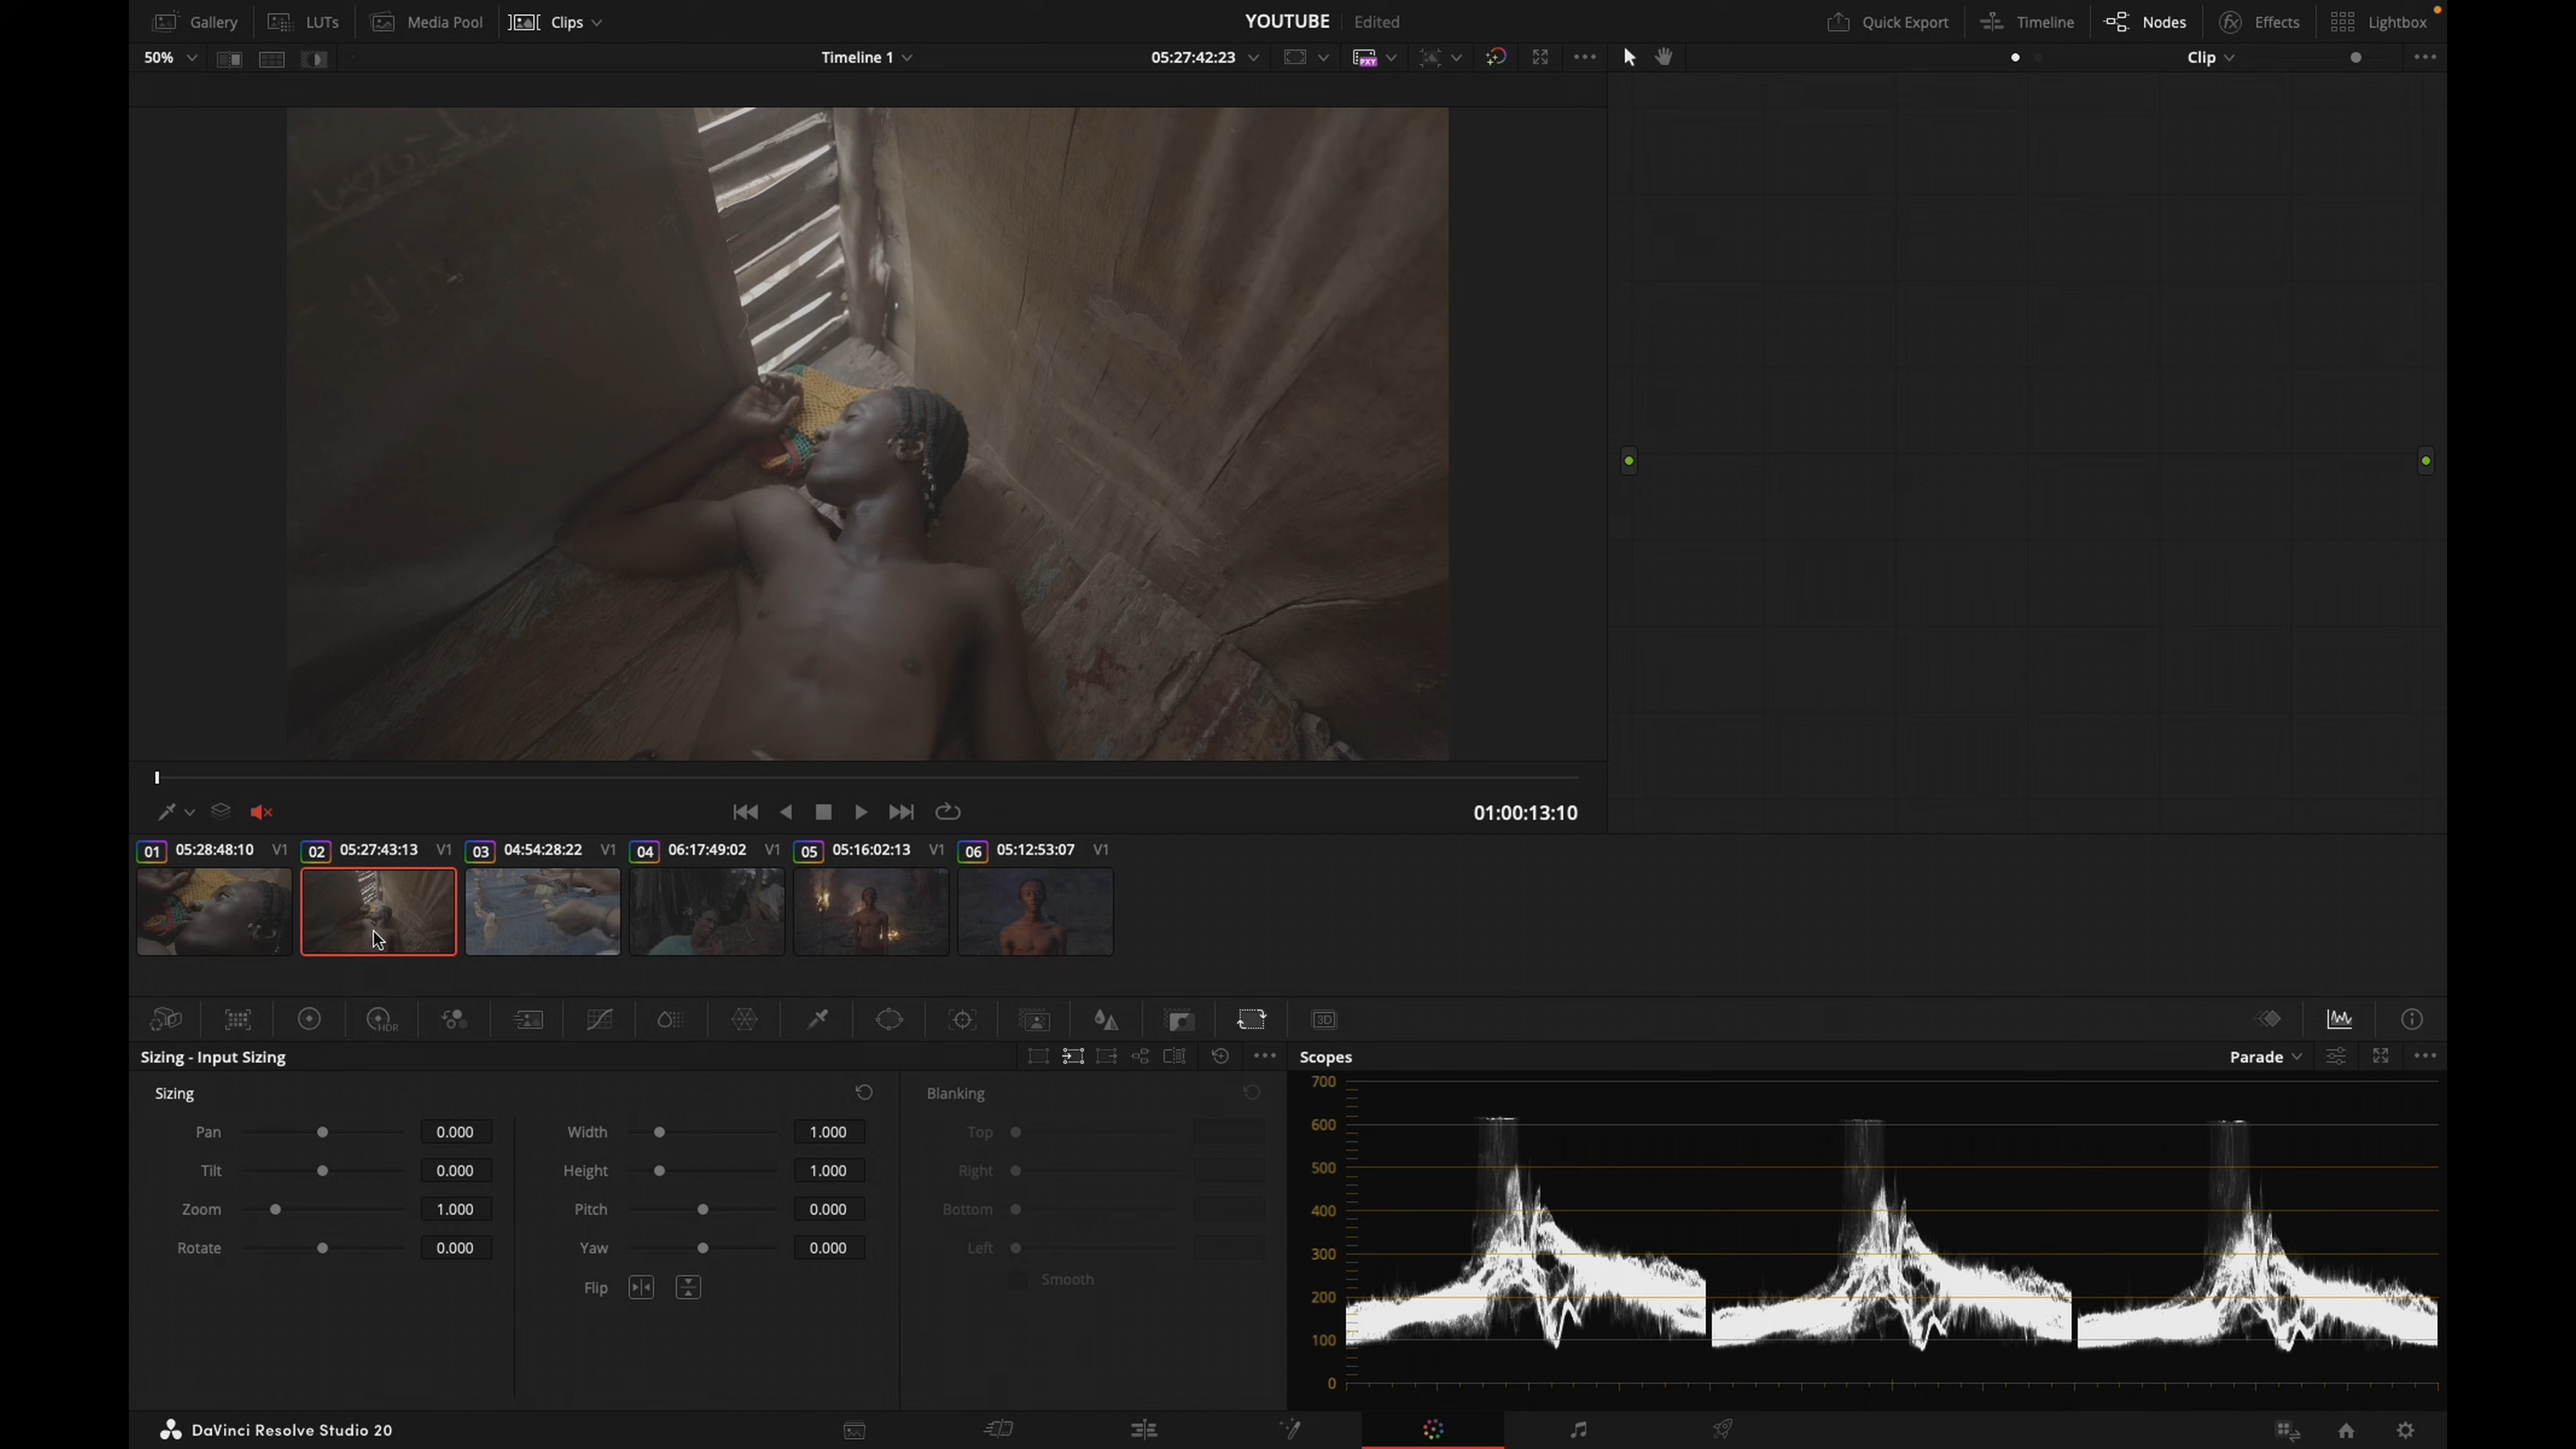 Gallery LUTs Media Pool Clips YOUTUBE Edited Quick Export Timeline Nodes Effects Lightbox
50% Timeline 1 05:27:42:23 PXY Clip
01:00:13:10
01 05:28:48:10 V1 02 05:27:43:13 V1 03 04:54:28:22 V1 04 06:17:49:02 V1 05 05:16:02:13 V1 06 05:12:53:07 V1
HDR 3D
Sizing - Input Sizing Scopes Parade
Sizing Blanking
Pan 0.000 Width 1.000 Top
Tilt 0.000 Height 1.000 Right
Zoom 1.000 Pitch 0.000 Bottom
Rotate 0.000 Yaw 0.000 Left
Flip Smooth
700
600
500
400
300
200
100
0
DaVinci Resolve Studio 20